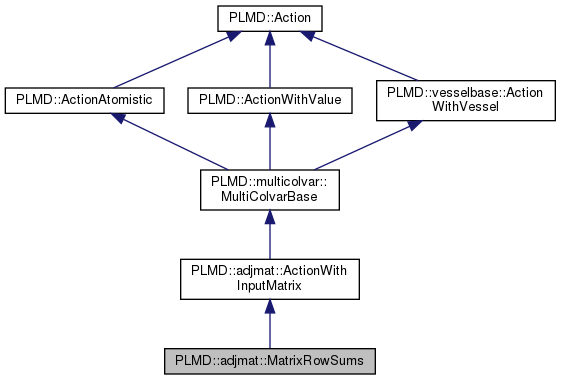 PLMD::Action
PLMD::ActionAtomistic
PLMD::ActionWithValue
PLMD::vesselbase::Action
WithVessel
PLMD::multicolvar::
MultiColvarBase
PLMD::adjmat::ActionWith
InputMatrix
PLMD::adjmat::MatrixRowSums